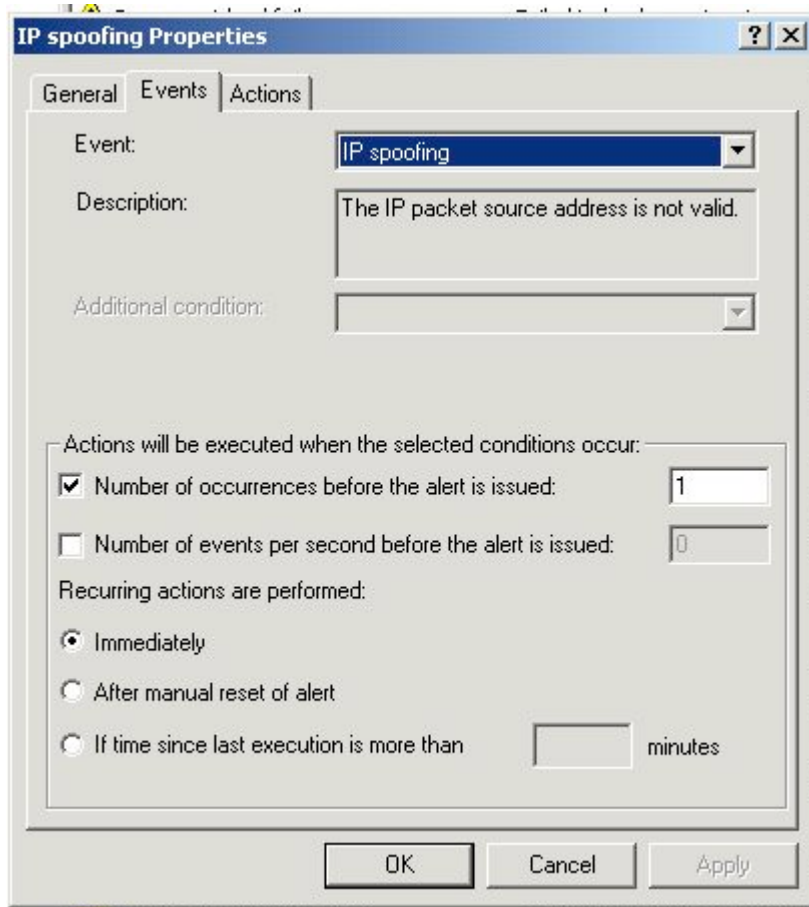 IP spoofing Properties
General Events Actions
Event: IP spoofing
Description: The IP packet source address is not valid.
Additional condition:
Actions will be executed when the selected conditions occur:
Number of occurrences before the alert is issued: 1
Number of events per second before the alert is issued: 0
Recurring actions are performed:
Immediately
After manual reset of alert
If time since last execution is more than minutes
OK Cancel Apply